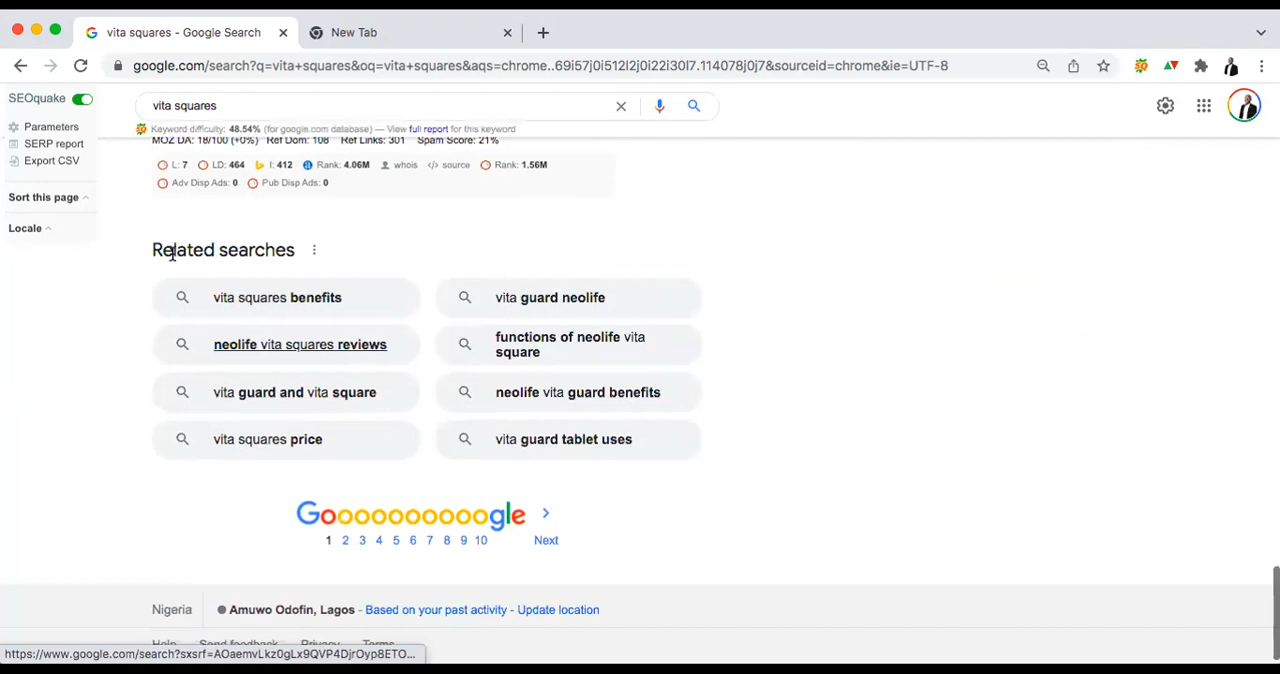 vita squares - Google Search
New Tab
google.com/search?q=vita+squares&oq=vita+squares&aqs=chrome..69i57j0i512l2j0i22i30l7.114078j0j7&sourceid=chrome&ie=UTF-8
SEOquake
vita squares
Parameters
SERP report
Export CSV
Sort this page
Locale
Keyword difficulty: 48.54% (for google.com database) — View full report for this keyword
MOZ DA: 18/100 (+0%) Ref Dom: 108 Ref Links: 301 Spam Score: 21%
L: 7 LD: 464 I: 412 Rank: 4.06M whois </> source Rank: 1.56M
Adv Disp Ads: 0 Pub Disp Ads: 0
Related searches
vita squares benefits
vita guard neolife
neolife vita squares reviews
functions of neolife vita
square
vita guard and vita square
neolife vita guard benefits
vita squares price
vita guard tablet uses
Goooooooooogle
1 2 3 4 5 6 7 8 9 10 Next
Nigeria
Amuwo Odofin, Lagos - Based on your past activity - Update location
Help Send feedback Privacy Terms
https://www.google.com/search?sxsrf=AOaemvLkz0gLx9QVP4DjrOyp8ETO...